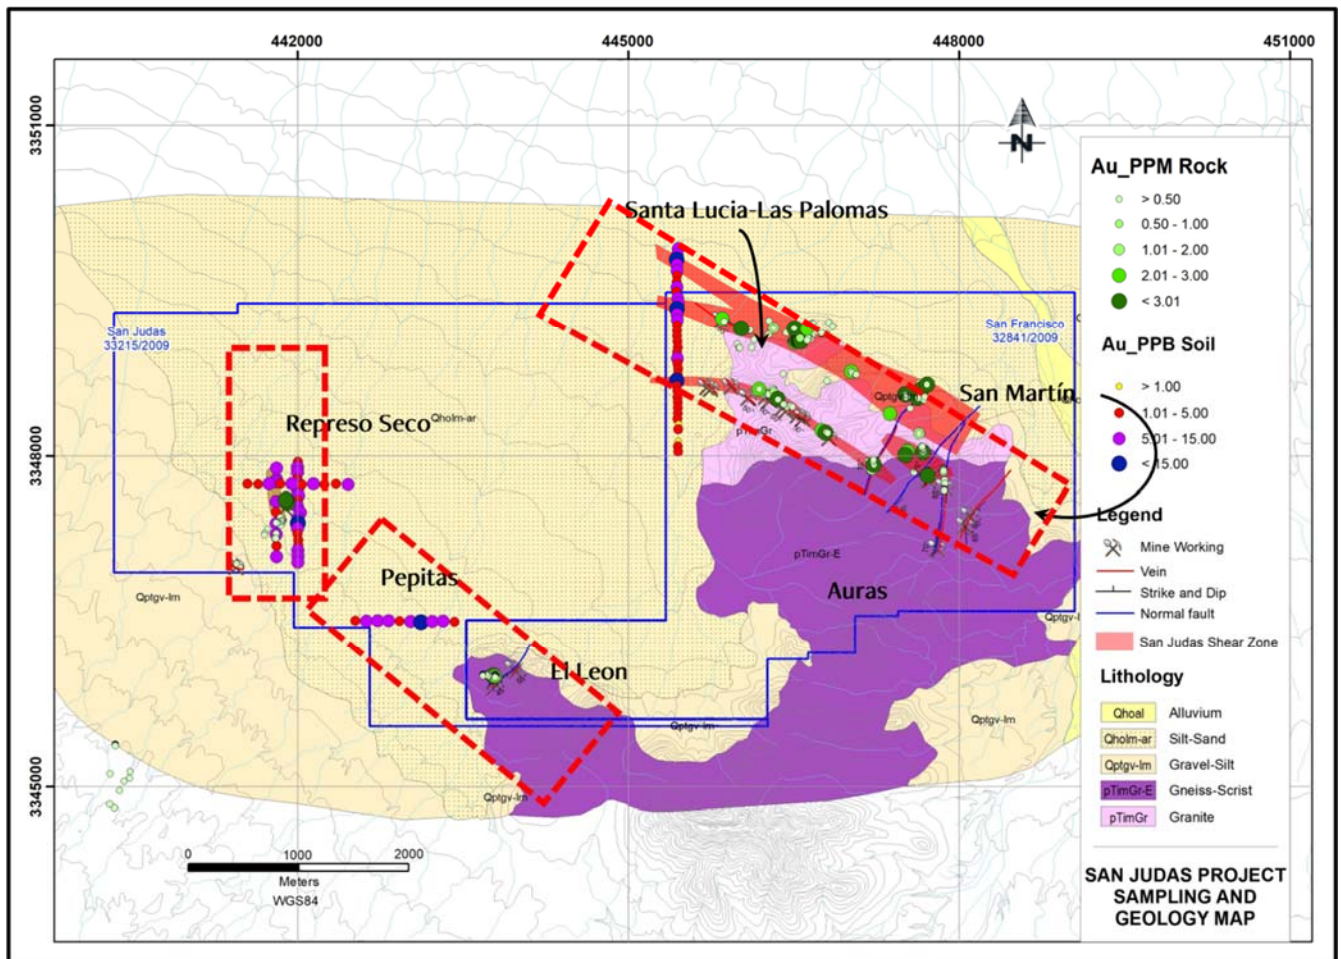 442000
445000
448000
451000
3351000
3348000
3345000
N
Santa Lucia-Las Palomas
San Judas
33215/2009
San Francisco
32841/2009
Represo Seco
Qholm-ar
San Martín
pTimGr
Pepitas
Qptgv-lm
pTimGr-E
Auras
El Leon
Qptgv-lm
Qptgv-lm
Qptgv-lm
0
1000
2000
Meters
WGS84
Au_PPM Rock
> 0.50
0.50 - 1.00
1.01 - 2.00
2.01 - 3.00
< 3.01
Au_PPB Soil
> 1.00
1.01 - 5.00
5.01 - 15.00
< 15.00
Legend
Mine Working
Vein
Strike and Dip
Normal fault
San Judas Shear Zone
Lithology
Qhoal Alluvium
Qholm-ar Silt-Sand
Qptgv-lm Gravel-Silt
pTimGr-E Gneiss-Scrist
pTimGr Granite
SAN JUDAS PROJECT
SAMPLING AND
GEOLOGY MAP